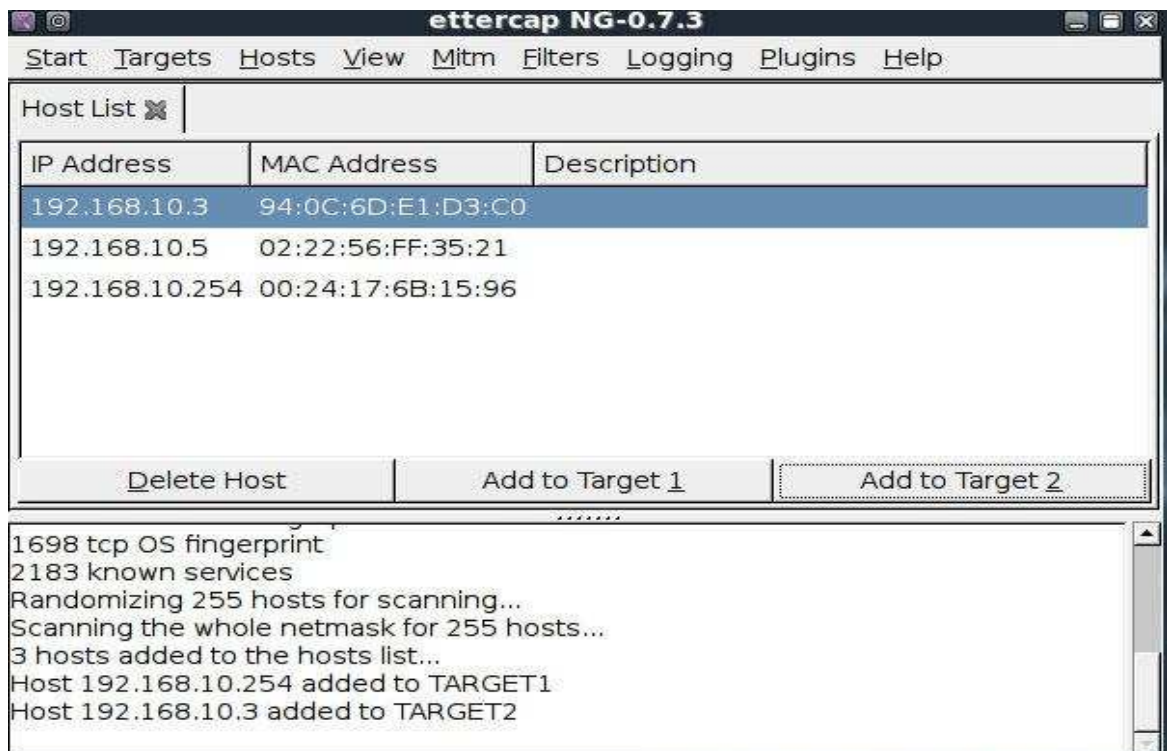 ettercap NG-0.7.3
Start Targets Hosts View Mitm Filters Logging Plugins Help
Host List
IP Address MAC Address Description
192.168.10.3 94:0C:6D:E1:D3:C0
192.168.10.5 02:22:56:FF:35:21
192.168.10.254 00:24:17:6B:15:96
Delete Host Add to Target 1 Add to Target 2
1698 tcp OS fingerprint
2183 known services
Randomizing 255 hosts for scanning...
Scanning the whole netmask for 255 hosts...
3 hosts added to the hosts list...
Host 192.168.10.254 added to TARGET1
Host 192.168.10.3 added to TARGET2